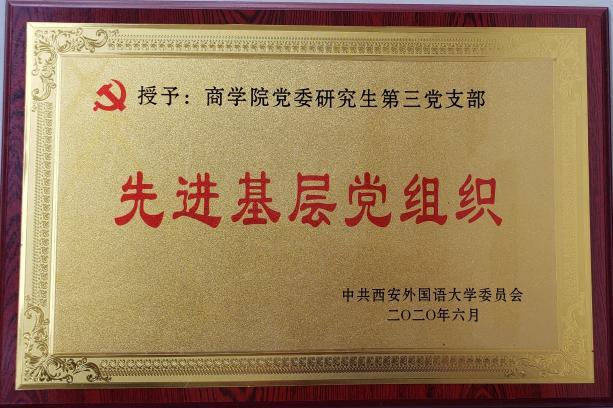 授予：商学院党委研究生第三党支部
先进基层党组织
中共西安外国语大学委员会
二〇二〇年六月